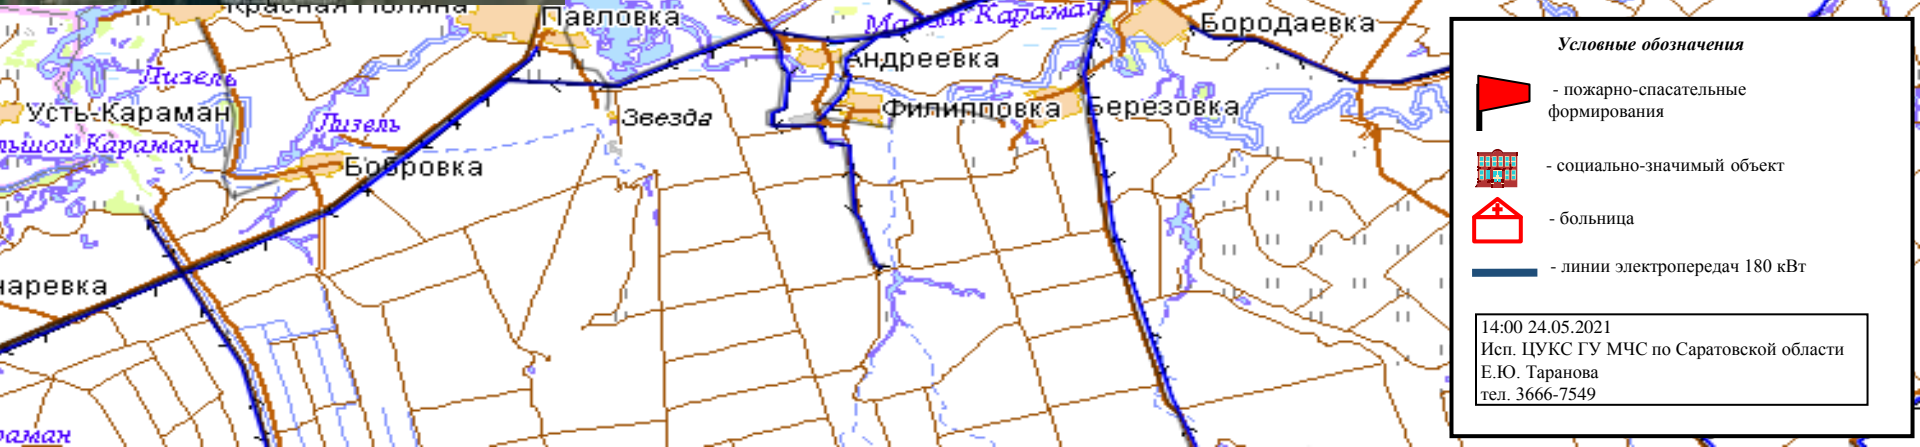 Красная Поляна
Павловка
Малый Караман
Бородаевка
Андреевка
Лизель
Усть-Караман
Звезда
Филипповка
Березовка
Лизель
Караман
Бобровка
Условные обозначения
- пожарно-спасательные
формирования
- социально-значимый объект
- больница
- линии электропередач 180 кВт
14:00 24.05.2021
Исп. ЦУКС ГУ МЧС по Саратовской области
Е.Ю. Таранова
тел. 3666-7549